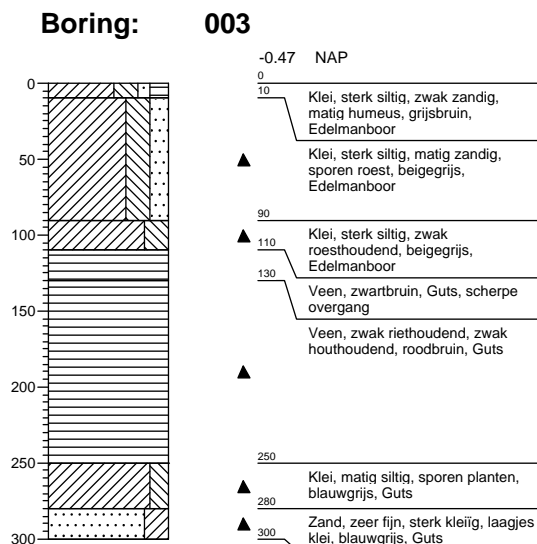 Boring: 003
-0.47 NAP
0
0
10
Klei, sterk siltig, zwak zandig,
matig humeus, grijsbruin,
Edelmanboor
Klei, sterk siltig, matig zandig,
sporen roest, beigegrijs,
Edelmanboor
50
90
Klei, sterk siltig, zwak
roesthoudend, beigegrijs,
Edelmanboor
100
110
130
Veen, zwartbruin, Guts, scherpe
overgang
Veen, zwak riethoudend, zwak
houthoudend, roodbruin, Guts
150
200
250
250
Klei, matig siltig, sporen planten,
blauwgrijs, Guts
280
Zand, zeer fijn, sterk kleiïg, laagjes
klei, blauwgrijs, Guts
300
300